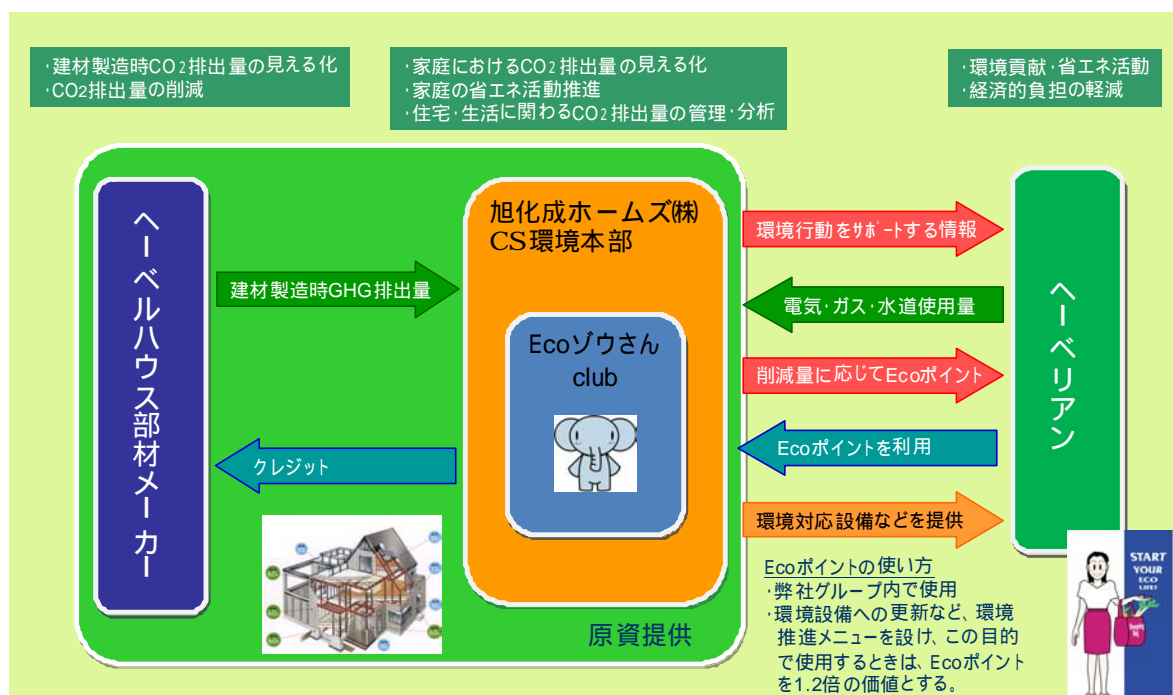 ・建材製造時CO2排出量の見える化
・CO2排出量の削減
・家庭におけるCO2排出量の見える化
・家庭の省エネ活動推進
・住宅・生活に関わるCO2排出量の管理・分析
・環境貢献・省エネ活動
・経済的負担の軽減
ヘーベルハウス部材メーカー
建材製造時GHG排出量
クレジット
旭化成ホームズ㈱
CS環境本部
Ecoゾウさん
club
原資提供
環境行動をサポートする情報
電気・ガス・水道使用量
削減量に応じてEcoポイント
Ecoポイントを利用
環境対応設備などを提供
ヘーベリアン
Ecoポイントの使い方
・弊社グループ内で使用
・環境設備への更新など、環境
推進メニューを設け、この目的
で使用するときは、Ecoポイント
を1.2倍の価値とする。
START
YOUR
ECO
LIFE!